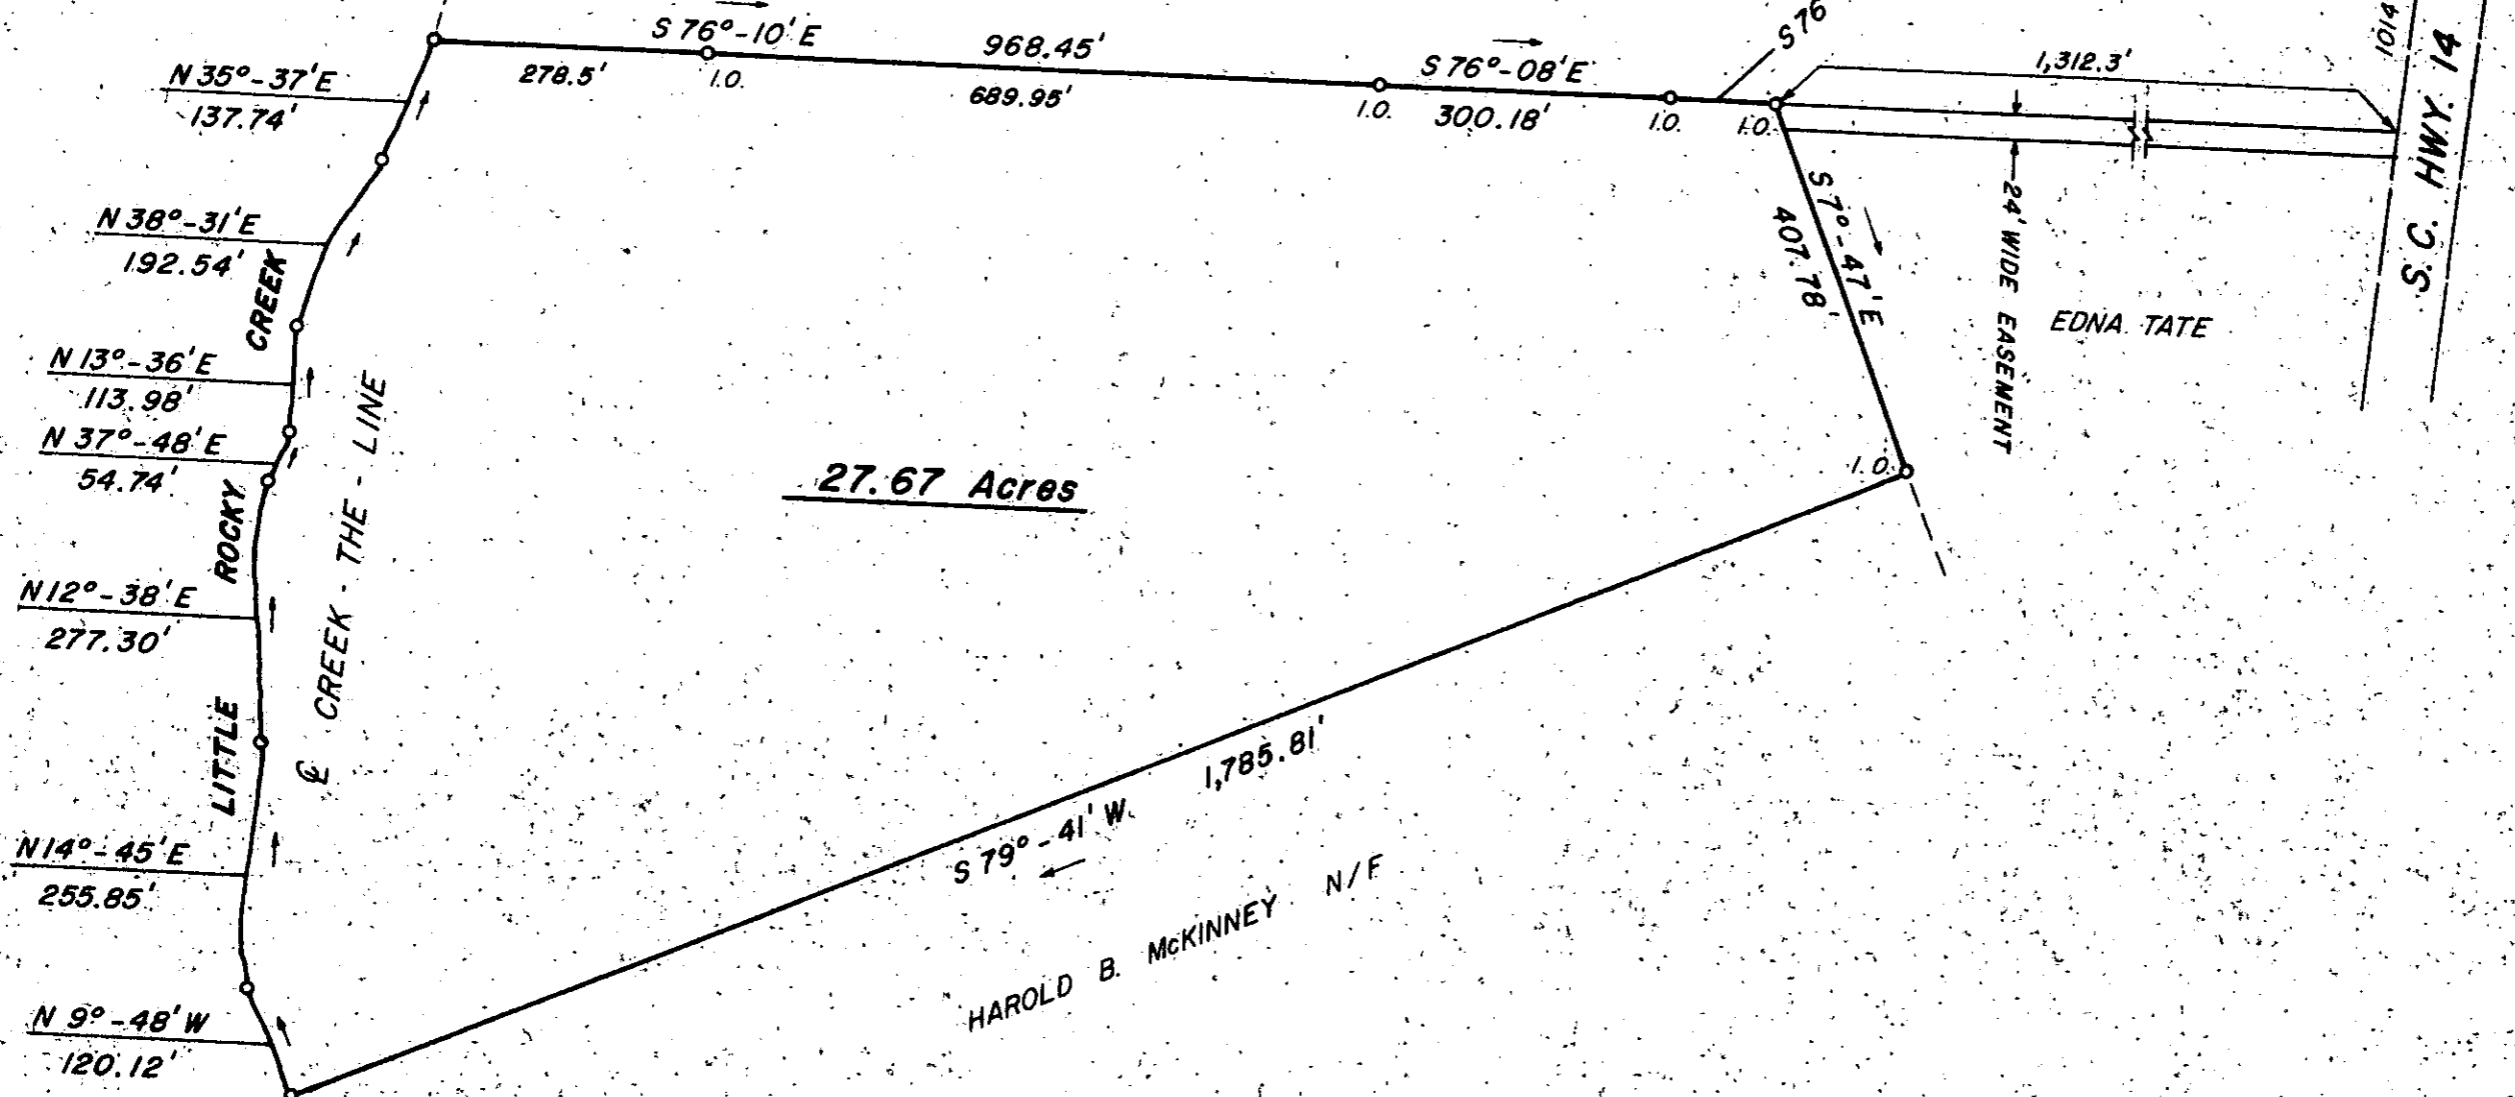 S 76°-10' E
968.45'
278.5'
I.O.
689.95'
S 76°-08' E
I.O.
300.18'
I.O.
S 76
I.O.
1,312.3'
1014
S. C. HWY. 14
N 35°-37' E
137.74'
N 38°-31' E
192.54'
N 13°-36' E
113.98'
N 37°-48' E
54.74'
N 12°-38' E
277.30'
N 14°-45' E
255.85'
N 9°-48' W
120.12'
LITTLE ROCKY CREEK
℄ CREEK - THE - LINE
27.67 Acres
S 7°-47' E
407.78'
24' WIDE EASEMENT
EDNA TATE
I.O.
1,785.81'
S 79°-41' W
HAROLD B. McKINNEY N/F